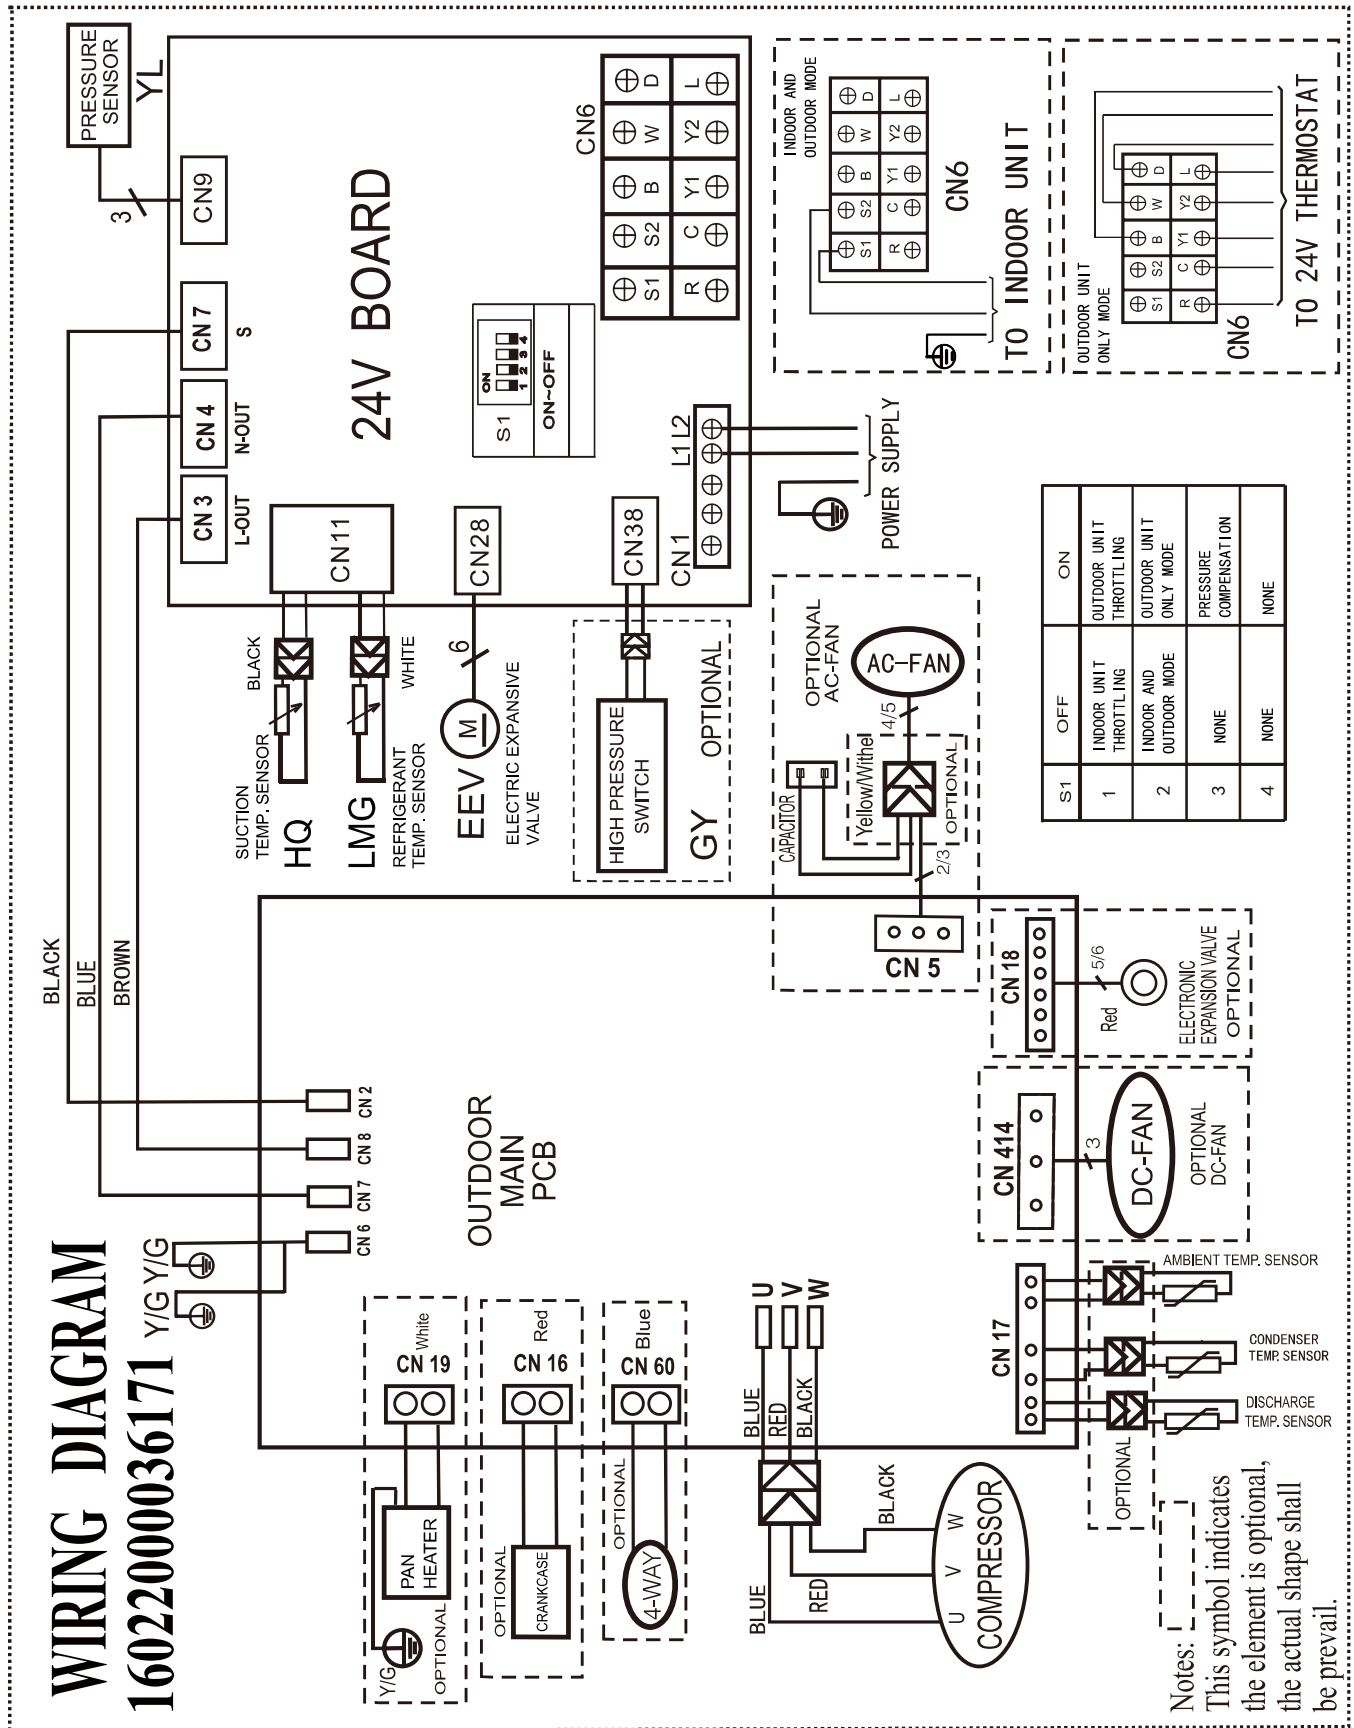 WIRING DIAGRAM
16022000036171
Y/G
Y/G
BLACK
BLUE
BROWN
PRESSURE
SENSOR
YL
3
CN9
CN 7
S
CN 4
N-OUT
CN 3
L-OUT
24V BOARD
CN6
D
W
B
S2
S1
L
Y2
Y1
C
R
S1
ON
1
2
3
4
ON~OFF
CN11
CN28
CN38
CN1
L1
L2
POWER SUPPLY
BLACK
SUCTION
TEMP. SENSOR
HQ
WHITE
LMG
REFRIGERANT
TEMP. SENSOR
6
M
EEV
ELECTRIC EXPANSIVE
VALVE
HIGH PRESSURE
SWITCH
OPTIONAL
GY
INDOOR AND
OUTDOOR MODE
D
W
B
S2
S1
L
Y2
Y1
C
R
CN6
TO INDOOR UNIT
OUTDOOR UNIT
ONLY MODE
D
W
B
S2
S1
L
Y2
Y1
C
R
CN6
TO 24V THERMOSTAT
OPTIONAL
AC-FAN
AC-FAN
4/5
Yellow/Wither
OPTIONAL
CAPACITOR
2/3
CN 5
S1
OFF
ON
1
INDOOR UNIT
THROTTLING
OUTDOOR UNIT
THROTTLING
2
INDOOR AND
OUTDOOR MODE
OUTDOOR UNIT
ONLY MODE
3
NONE
PRESSURE
COMPENSATION
4
NONE
NONE
CN 2
CN 8
CN 7
CN 6
OUTDOOR
MAIN
PCB
CN 18
Red
5/6
ELECTRONIC
EXPANSION VALVE
OPTIONAL
CN 414
3
DC-FAN
OPTIONAL
DC-FAN
CN 17
AMBIENT TEMP. SENSOR
CONDENSER
TEMP. SENSOR
DISCHARGE
TEMP. SENSOR
OPTIONAL
White
CN 19
PAN
HEATER
Y/G
OPTIONAL
Red
CN 16
OPTIONAL
CRANKCASE
Blue
CN 60
OPTIONAL
4-WAY
U
V
W
BLUE
RED
BLACK
BLUE
RED
BLACK
U
V
W
COMPRESSOR
Notes:
This symbol indicates
the element is optional,
the actual shape shall
be prevail.